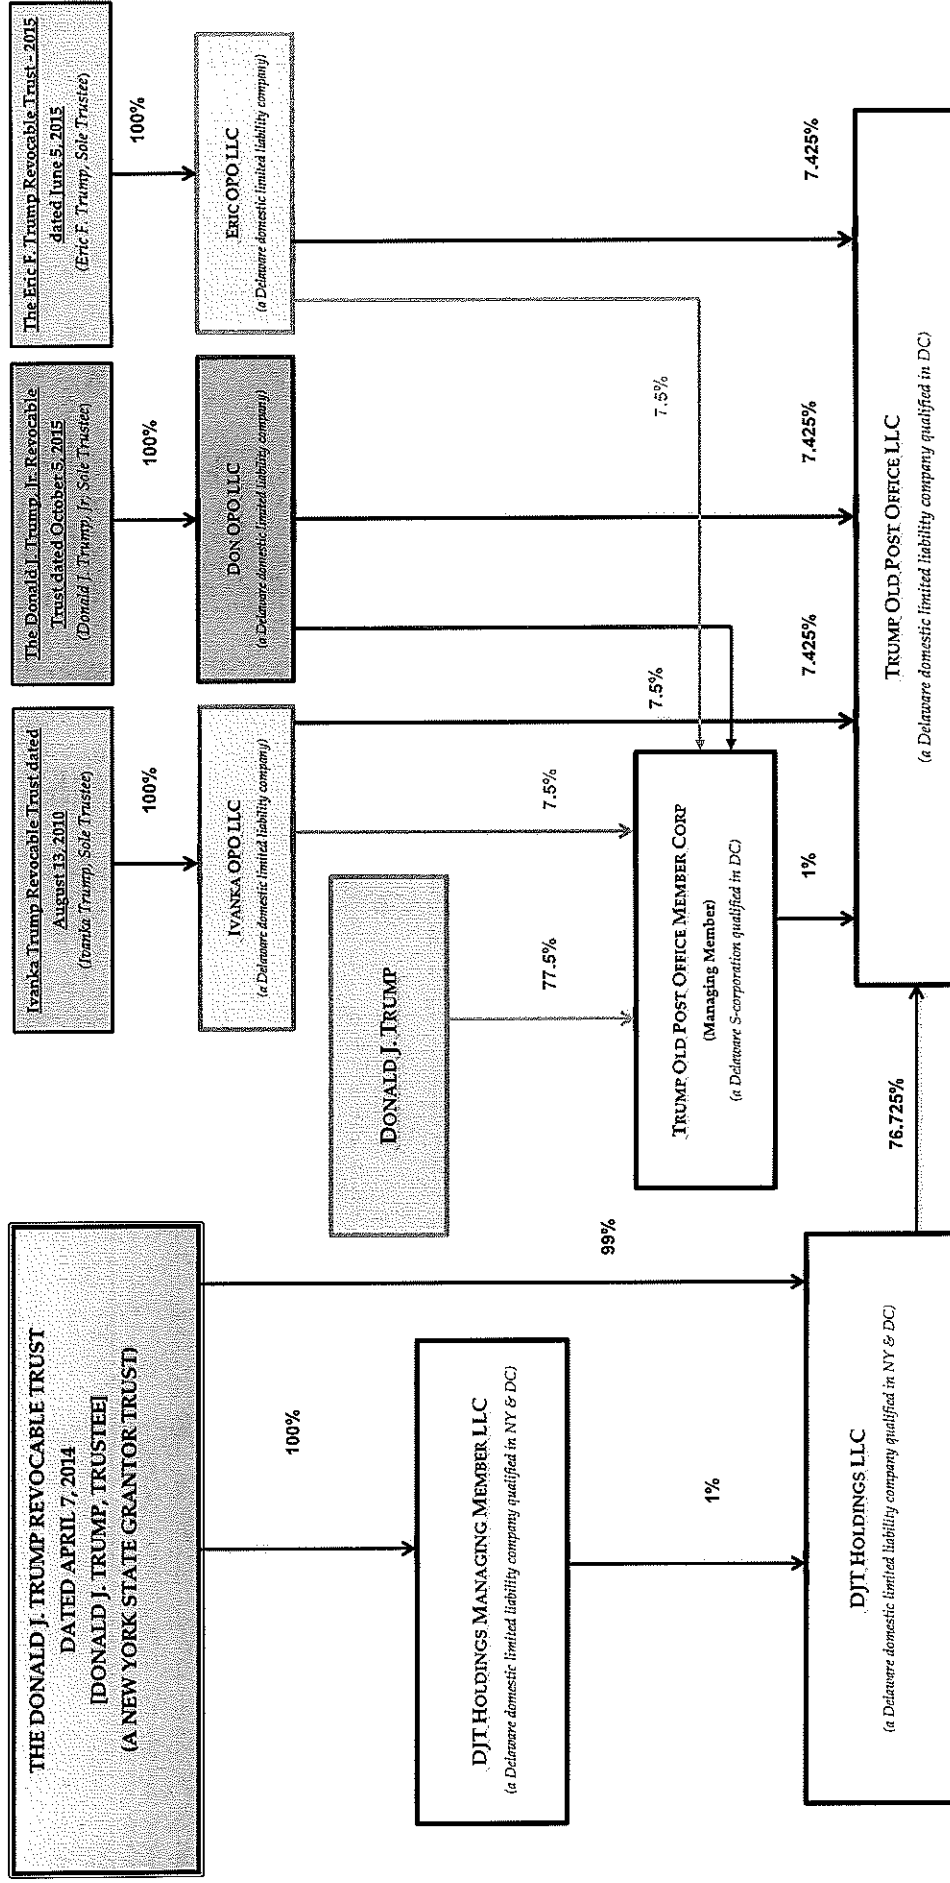 THE DONALD J. TRUMP REVOCABLE TRUST
DATED APRIL 7, 2014
[DONALD J. TRUMP, TRUSTEE]
(A NEW YORK STATE GRANTOR TRUST)
100%
99%
DJT HOLDINGS MANAGING MEMBER LLC
(a Delaware domestic limited liability company qualified in NY & DC)
1%
DJT HOLDINGS LLC
(a Delaware domestic limited liability company qualified in NY & DC)
76.725%
Ivanka Trump Revocable Trust dated
August 13, 2010
(Ivanka Trump, Sole Trustee)
100%
IVANKA OPO LLC
(a Delaware domestic limited liability company)
The Donald J. Trump, Jr. Revocable
Trust dated October 5, 2015
(Donald J. Trump, Jr, Sole Trustee)
100%
DON OPO LLC
(a Delaware domestic limited liability company)
The Eric F. Trump Revocable Trust - 2015
dated June 5, 2015
(Eric F. Trump, Sole Trustee)
100%
ERIC OPO LLC
(a Delaware domestic limited liability company)
DONALD J. TRUMP
77.5%
7.5%
7.5%
7.5%
TRUMP OLD POST OFFICE MEMBER CORP
(Managing Member)
(a Delaware S-corporation qualified in DC)
1%
7.425%
7.425%
7.425%
TRUMP OLD POST OFFICE LLC
(a Delaware domestic limited liability company qualified in DC)